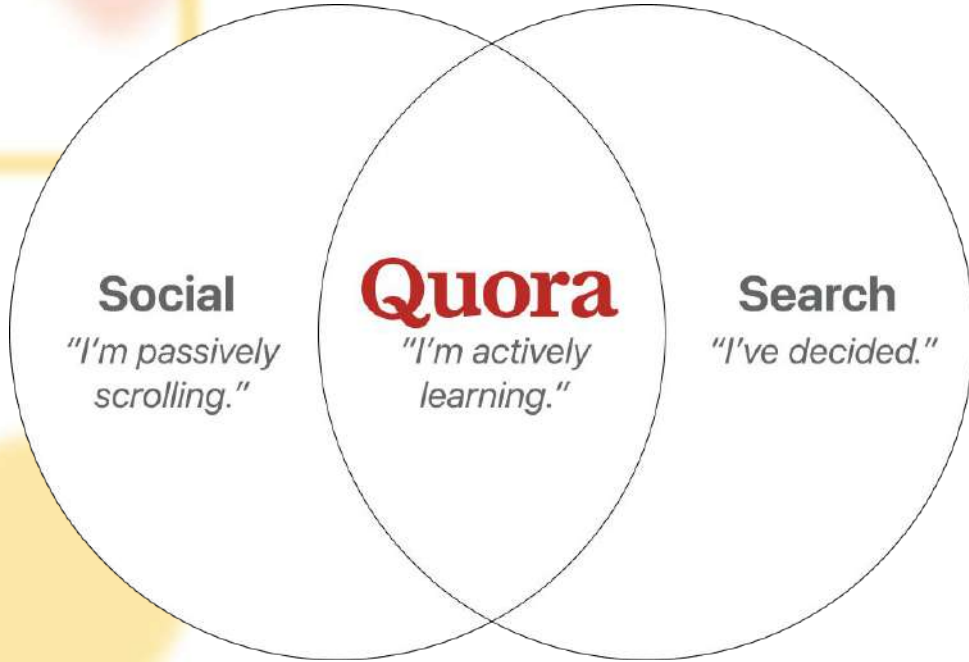 Social
“I'm passively
scrolling.”
Quora
“I'm actively
learning.”
Search
“I've decided.”